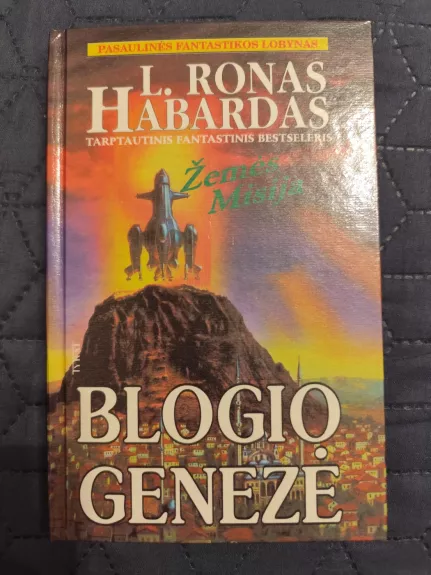 PASAULINĖS FANTASTIKOS LOBYNAS
L. RONAS
HABARDAS
TARPTAUTINIS FANTASTINIS BESTSELERIS
Žemės
Misija
BLOGIO
GENEZĖ